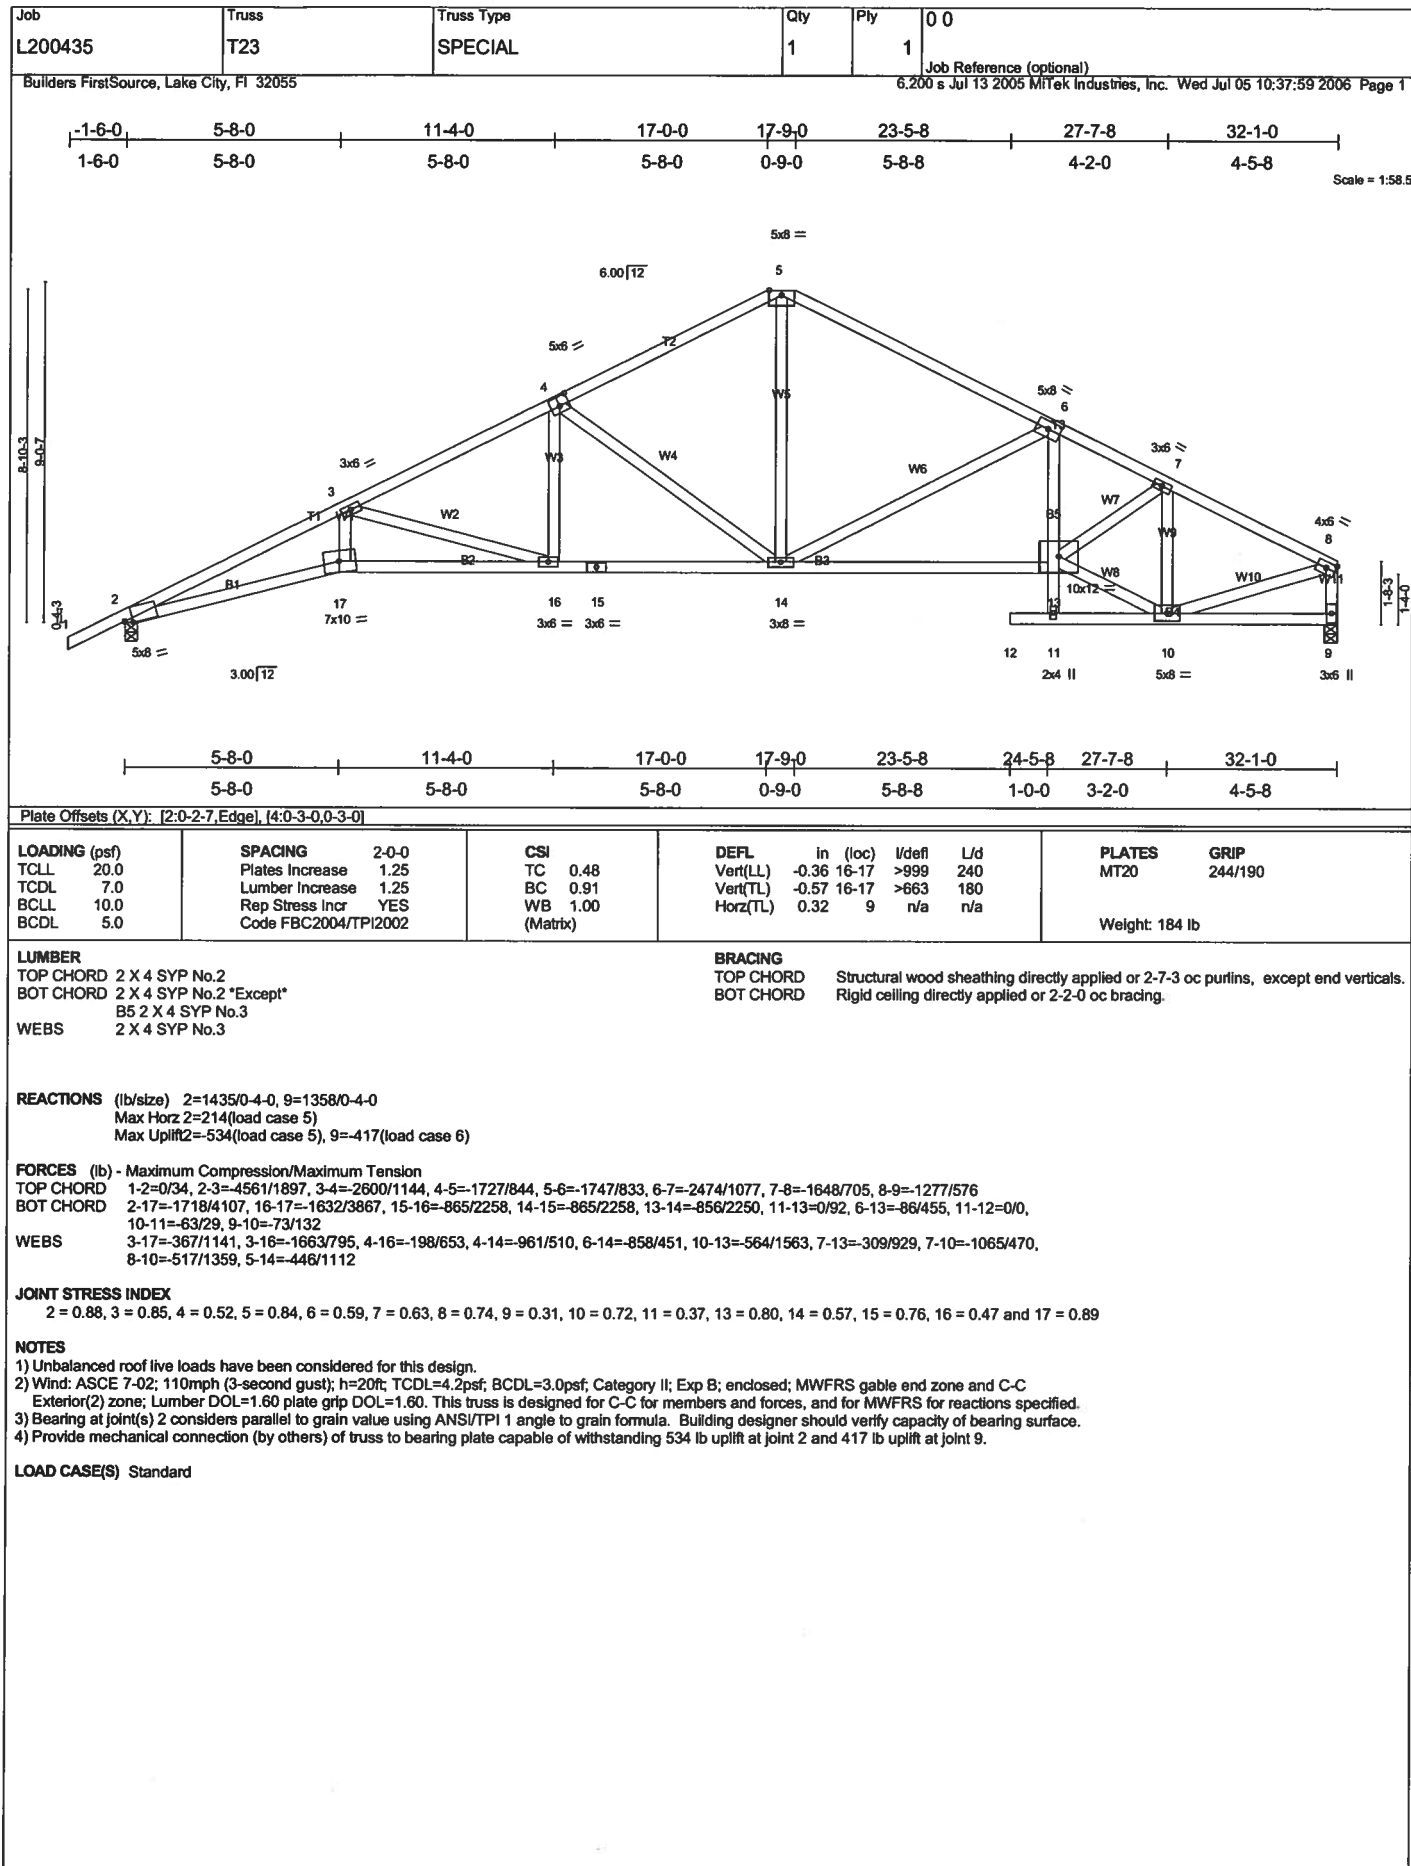 Job Truss Truss Type Qty Ply 0 0
L200435 T23 SPECIAL 1 1
Job Reference (optional)
Builders FirstSource, Lake City, Fl 32055 6.200 s Jul 13 2005 MiTek Industries, Inc. Wed Jul 05 10:37:59 2006 Page 1
-1-6-0 5-8-0 11-4-0 17-0-0 17-9-0 23-5-8 27-7-8 32-1-0
1-6-0 5-8-0 5-8-0 5-8-0 0-9-0 5-8-8 4-2-0 4-5-8
Scale = 1:58.5
5x8 =
6.00 12 5
T2
5x6 =
4 W5 5x8 =
6
8-10-3
9-0-7
3x6 = W3 W4 W6 3x6 =
3 7
T1 W2 B5 W7 W9 4x6 =
8
B1 B2 B3 W8 W10 W11
10x12 =
2 17 16 15 14 13
0-4-3 1 7x10 = 3x6 = 3x6 = 3x8 =
1-8-3
1-4-0
5x8 = 12 11 10 9
3.00 12 2x4 || 5x8 = 3x6 ||
5-8-0 11-4-0 17-0-0 17-9-0 23-5-8 24-5-8 27-7-8 32-1-0
5-8-0 5-8-0 5-8-0 0-9-0 5-8-8 1-0-0 3-2-0 4-5-8
Plate Offsets (X,Y): [2:0-2-7,Edge], [4:0-3-0,0-3-0]
LOADING (psf) SPACING 2-0-0 CSI DEFL in (loc) l/defl L/d PLATES GRIP
TCLL 20.0 Plates Increase 1.25 TC 0.48 Vert(LL) -0.36 16-17 >999 240 MT20 244/190
TCDL 7.0 Lumber Increase 1.25 BC 0.91 Vert(TL) -0.57 16-17 >663 180
BCLL 10.0 Rep Stress Incr YES WB 1.00 Horz(TL) 0.32 9 n/a n/a
BCDL 5.0 Code FBC2004/TPI2002 (Matrix) Weight: 184 lb
LUMBER
TOP CHORD 2 X 4 SYP No.2
BOT CHORD 2 X 4 SYP No.2 *Except*
B5 2 X 4 SYP No.3
WEBS 2 X 4 SYP No.3
BRACING
TOP CHORD Structural wood sheathing directly applied or 2-7-3 oc purlins, except end verticals.
BOT CHORD Rigid ceiling directly applied or 2-2-0 oc bracing.
REACTIONS (lb/size) 2=1435/0-4-0, 9=1358/0-4-0
Max Horz 2=214(load case 5)
Max Uplift2=-534(load case 5), 9=-417(load case 6)
FORCES (lb) - Maximum Compression/Maximum Tension
TOP CHORD 1-2=0/34, 2-3=-4561/1897, 3-4=-2600/1144, 4-5=-1727/844, 5-6=-1747/833, 6-7=-2474/1077, 7-8=-1648/705, 8-9=-1277/576
BOT CHORD 2-17=-1718/4107, 16-17=-1632/3867, 15-16=-865/2258, 14-15=-865/2258, 13-14=-856/2250, 11-13=0/92, 6-13=-86/455, 11-12=0/0,
10-11=-63/29, 9-10=-73/132
WEBS 3-17=-367/1141, 3-16=-1663/795, 4-16=-198/653, 4-14=-961/510, 6-14=-858/451, 10-13=-564/1563, 7-13=-309/929, 7-10=-1065/470,
8-10=-517/1359, 5-14=-446/1112
JOINT STRESS INDEX
2 = 0.88, 3 = 0.85, 4 = 0.52, 5 = 0.84, 6 = 0.59, 7 = 0.63, 8 = 0.74, 9 = 0.31, 10 = 0.72, 11 = 0.37, 13 = 0.80, 14 = 0.57, 15 = 0.76, 16 = 0.47 and 17 = 0.89
NOTES
1) Unbalanced roof live loads have been considered for this design.
2) Wind: ASCE 7-02; 110mph (3-second gust); h=20ft; TCDL=4.2psf; BCDL=3.0psf; Category II; Exp B; enclosed; MWFRS gable end zone and C-C
Exterior(2) zone; Lumber DOL=1.60 plate grip DOL=1.60. This truss is designed for C-C for members and forces, and for MWFRS for reactions specified.
3) Bearing at joint(s) 2 considers parallel to grain value using ANSI/TPI 1 angle to grain formula. Building designer should verify capacity of bearing surface.
4) Provide mechanical connection (by others) of truss to bearing plate capable of withstanding 534 lb uplift at joint 2 and 417 lb uplift at joint 9.
LOAD CASE(S) Standard